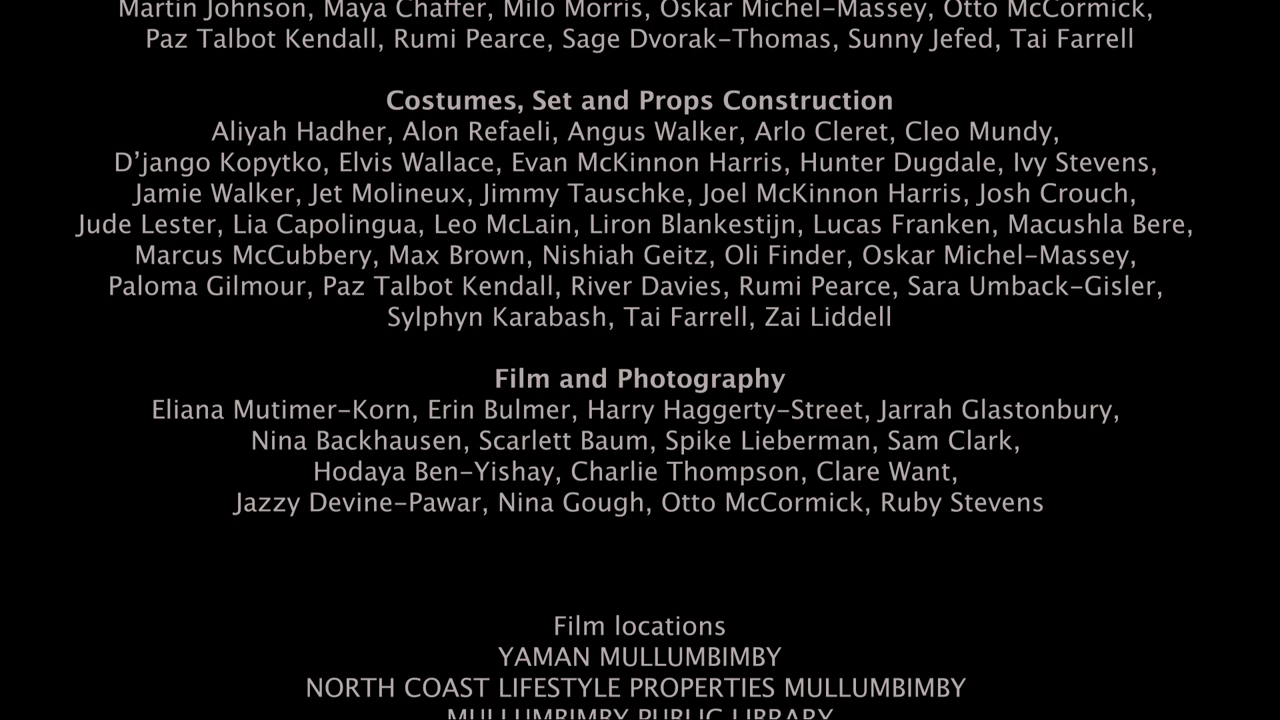 Martin Johnson, Maya Chaffer, Milo Morris, Oskar Michel-Massey, Otto McCormick,
Paz Talbot Kendall, Rumi Pearce, Sage Dvorak-Thomas, Sunny Jefed, Tai Farrell
Costumes, Set and Props Construction
Aliyah Hadher, Alon Refaeli, Angus Walker, Arlo Cleret, Cleo Mundy,
D’jango Kopytko, Elvis Wallace, Evan McKinnon Harris, Hunter Dugdale, Ivy Stevens,
Jamie Walker, Jet Molineux, Jimmy Tauschke, Joel McKinnon Harris, Josh Crouch,
Jude Lester, Lia Capolingua, Leo McLain, Liron Blankestijn, Lucas Franken, Macushla Bere,
Marcus McCubbery, Max Brown, Nishiah Geitz, Oli Finder, Oskar Michel-Massey,
Paloma Gilmour, Paz Talbot Kendall, River Davies, Rumi Pearce, Sara Umback-Gisler,
Sylphyn Karabash, Tai Farrell, Zai Liddell
Film and Photography
Eliana Mutimer-Korn, Erin Bulmer, Harry Haggerty-Street, Jarrah Glastonbury,
Nina Backhausen, Scarlett Baum, Spike Lieberman, Sam Clark,
Hodaya Ben-Yishay, Charlie Thompson, Clare Want,
Jazzy Devine-Pawar, Nina Gough, Otto McCormick, Ruby Stevens
Film locations
YAMAN MULLUMBIMBY
NORTH COAST LIFESTYLE PROPERTIES MULLUMBIMBY
MULLUMBIMBY PUBLIC LIBRARY